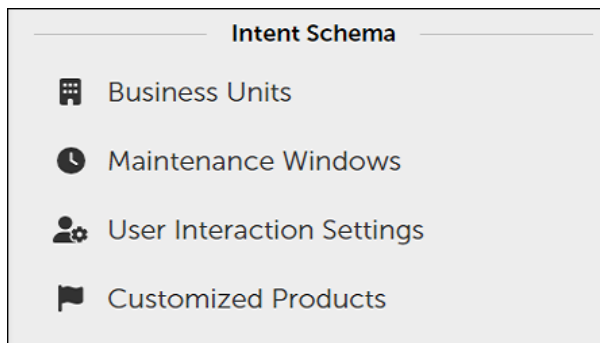 Intent Schema
Business Units
Maintenance Windows
User Interaction Settings
Customized Products